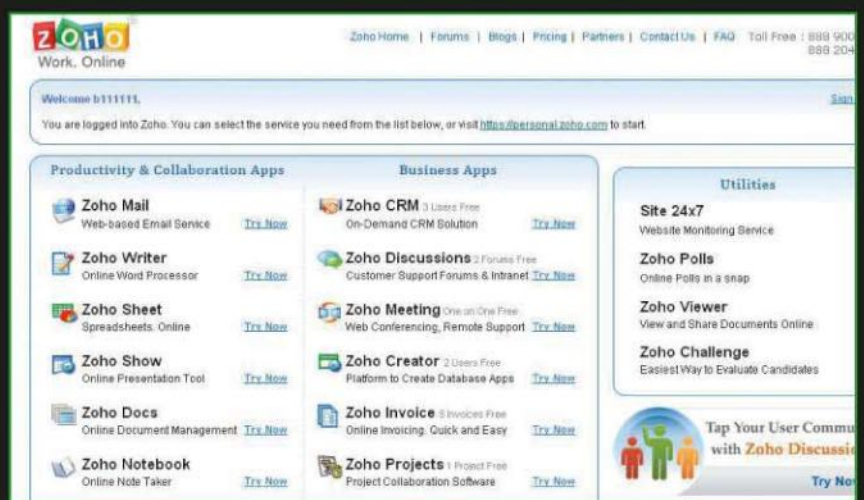 ZOHO
Work. Online
Zoho Home | Forums | Blogs | Pricing | Partners | Contact Us | FAQ Toll Free : 888 900
888 204
Welcome b111111,
Sign
You are logged into Zoho. You can select the service you need from the list below, or visit https://personal.zoho.com to start.
Productivity & Collaboration Apps
Zoho Mail
Web-based Email Service Try Now
Zoho Writer
Online Word Processor Try Now
Zoho Sheet
Spreadsheets. Online Try Now
Zoho Show
Online Presentation Tool Try Now
Zoho Docs
Online Document Management Try Now
Zoho Notebook
Online Note Taker Try Now
Business Apps
Zoho CRM 3 Users Free
On-Demand CRM Solution Try Now
Zoho Discussions 2 Forums Free
Customer Support Forums & Intranet Try Now
Zoho Meeting One on One Free
Web Conferencing, Remote Support Try Now
Zoho Creator 2 Users Free
Platform to Create Database Apps Try Now
Zoho Invoice 5 Invoices Free
Online Invoicing. Quick and Easy Try Now
Zoho Projects 1 Project Free
Project Collaboration Software Try Now
Utilities
Site 24x7
Website Monitoring Service
Zoho Polls
Online Polls in a snap
Zoho Viewer
View and Share Documents Online
Zoho Challenge
Easiest Way to Evaluate Candidates
Tap Your User Commu
with Zoho Discussio
Try Now